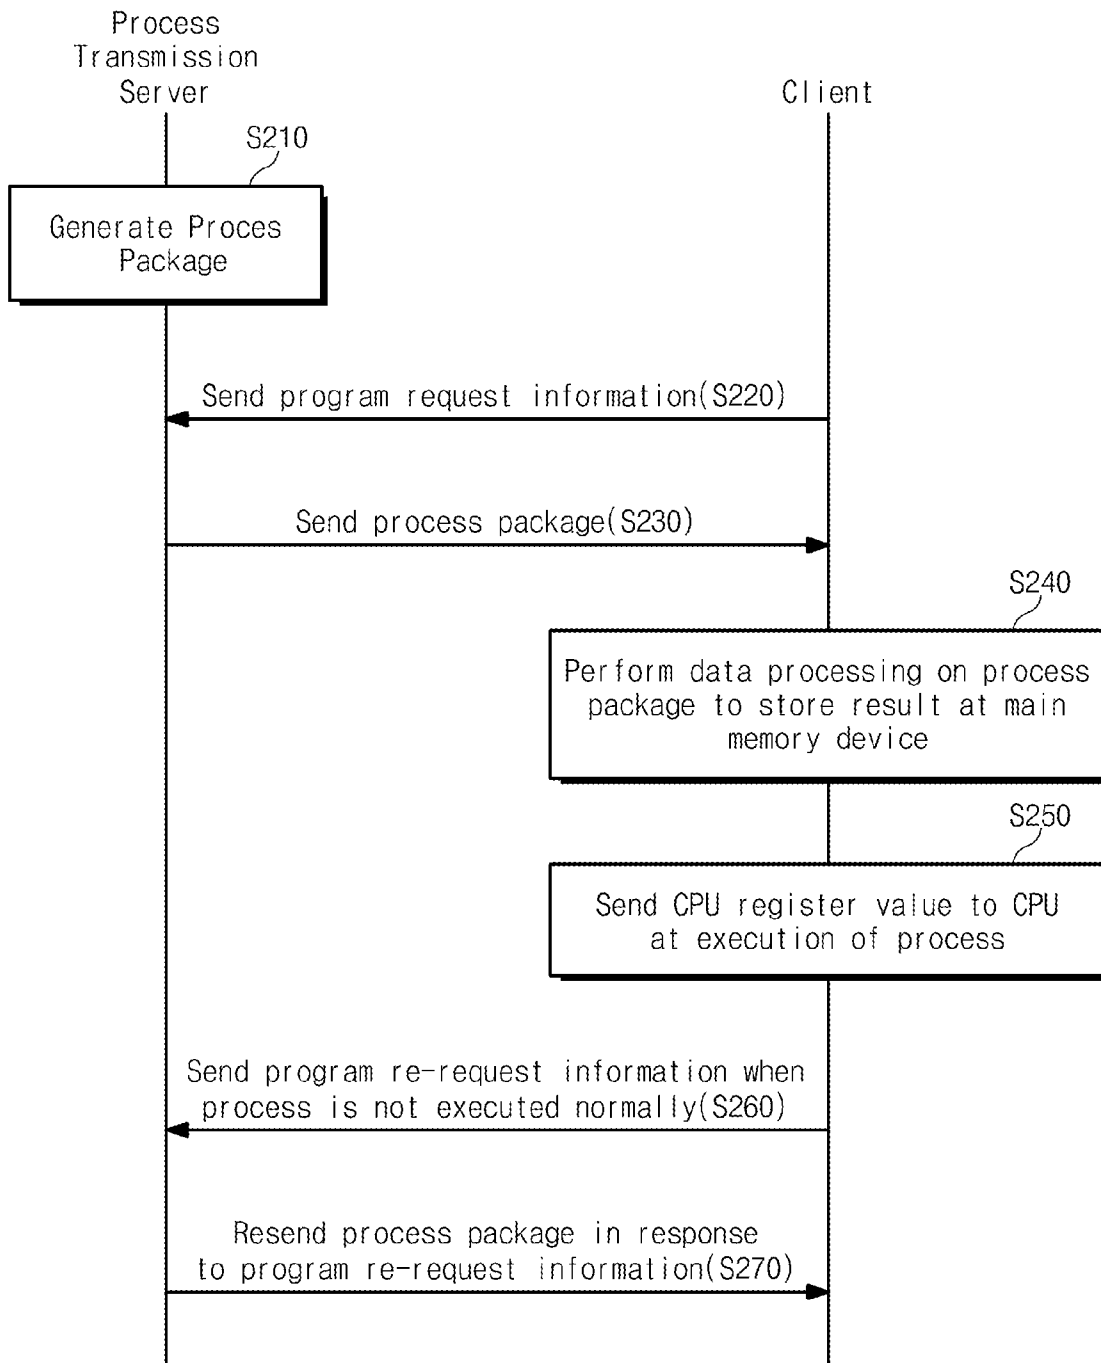 Process
Transmission
Server
Client
S210
Generate Proces
Package
Send program request information(S220)
Send process package(S230)
S240
Perform data processing on process
package to store result at main
memory device
S250
Send CPU register value to CPU
at execution of process
Send program re-request information when
process is not executed normally(S260)
Resend process package in response
to program re-request information(S270)